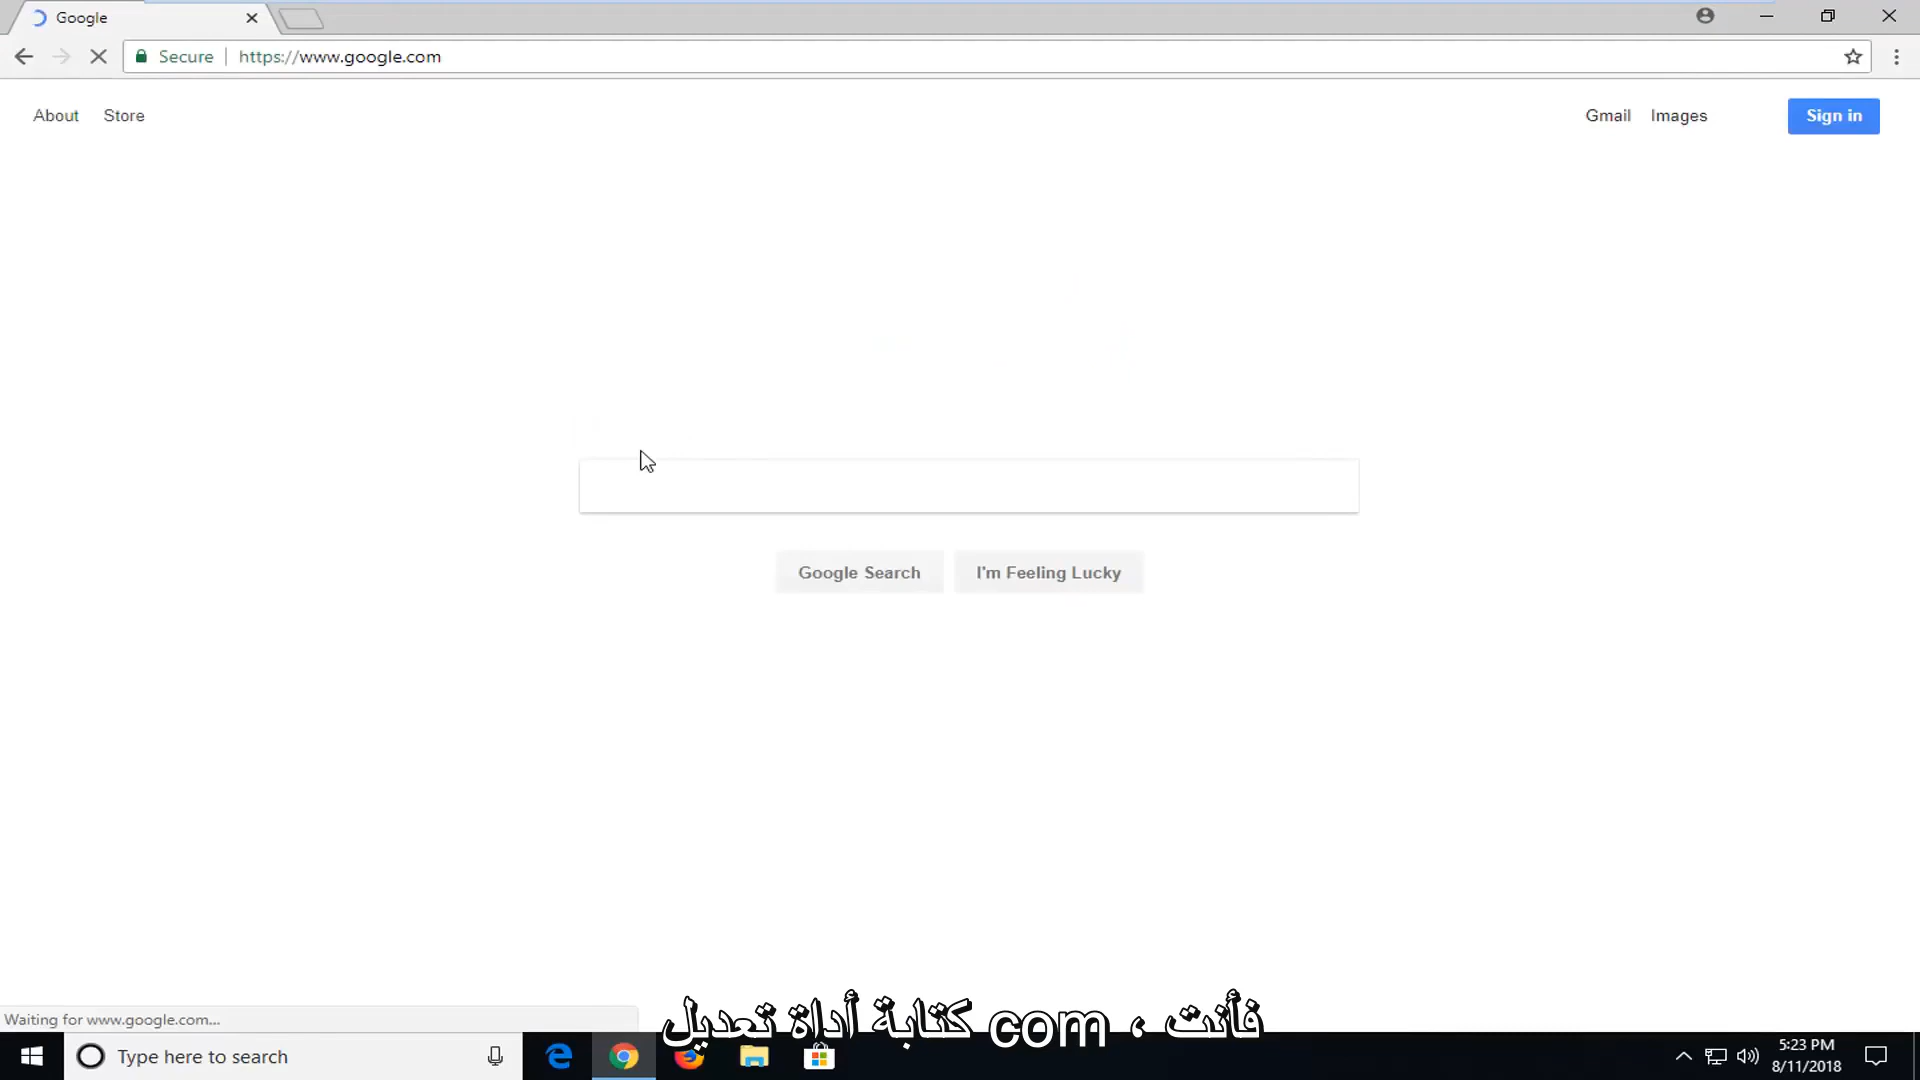 Google
Secure
https://www.google.com
About
Store
Gmail
Images
Sign in
Google Search
I'm Feeling Lucky
Waiting for www.google.com...
فأنت ، com كتابة أداة تعديل
Type here to search
5:23 PM
8/11/2018